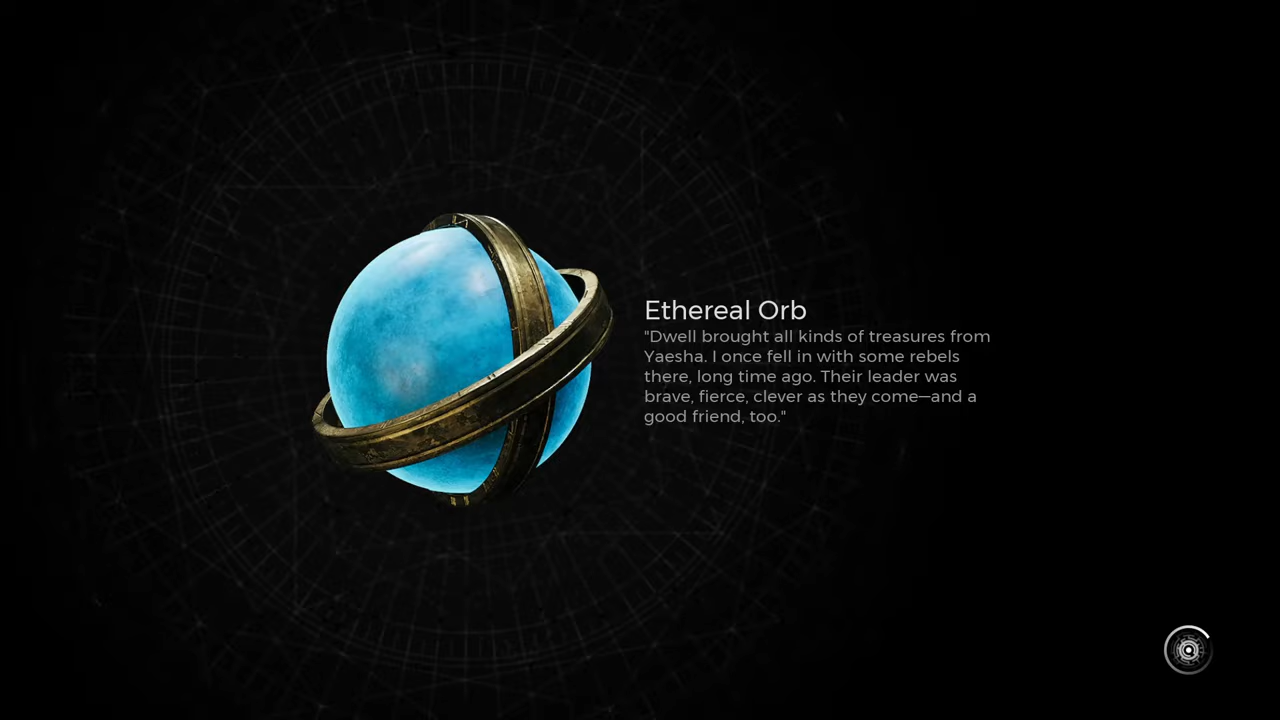 Ethereal Orb
"Dwell brought all kinds of treasures from
Yaesha. I once fell in with some rebels
there, long time ago. Their leader was
brave, fierce, clever as they come—and a
good friend, too."